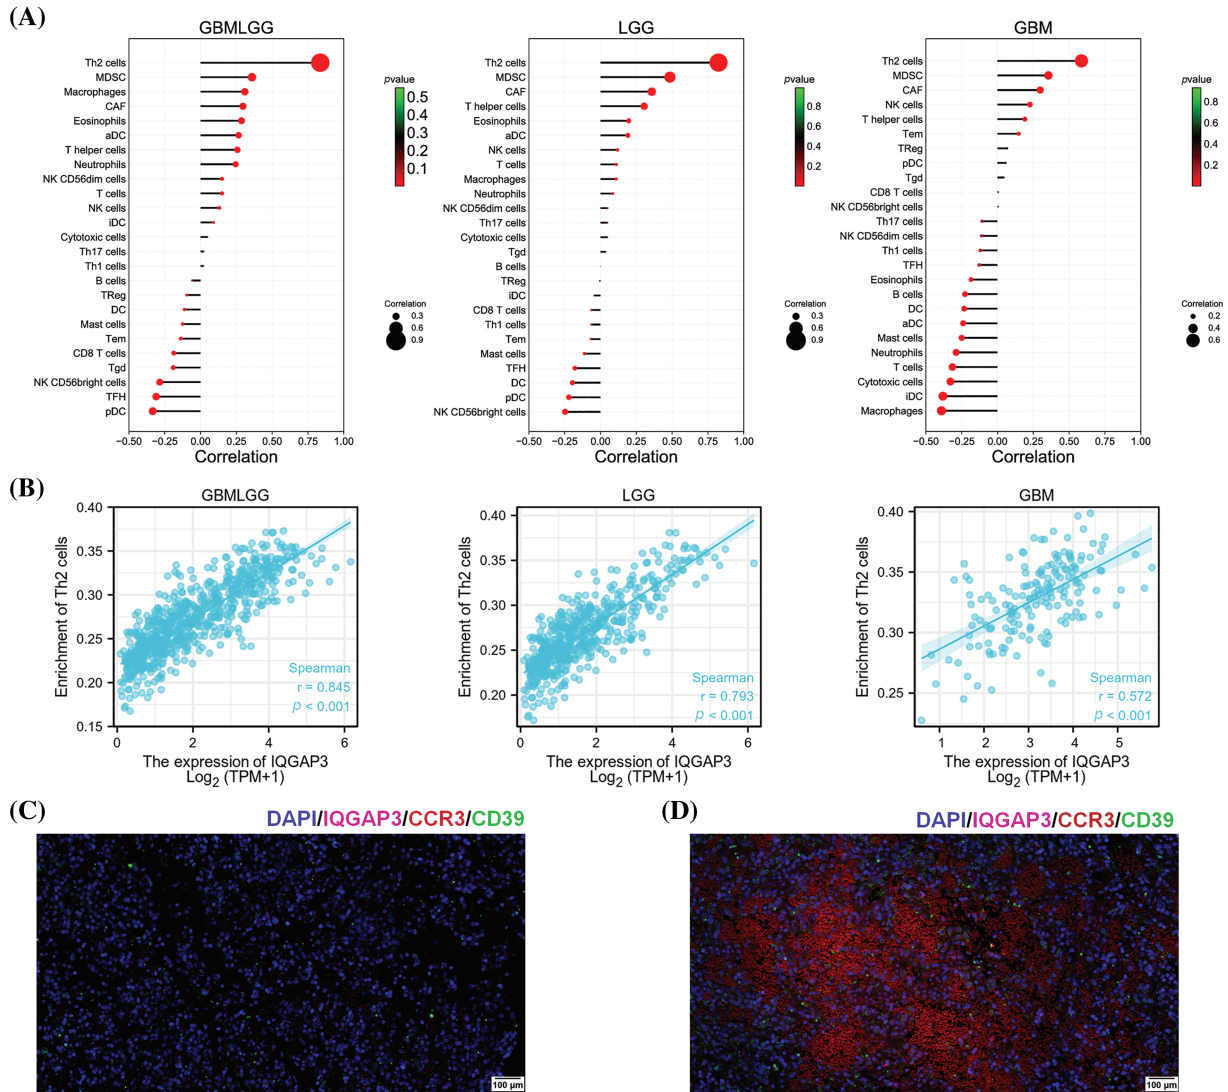 (A)
GBMLGG
Th2 cells
MDSC
Macrophages
CAF
Eosinophils
aDC
T helper cells
Neutrophils
NK CD56dim cells
T cells
NK cells
iDC
Cytotoxic cells
Th17 cells
Th1 cells
B cells
TReg
DC
Mast cells
Tem
CD8 T cells
Tgd
NK CD56bright cells
TFH
pDC
−0.50 −0.25 0.00 0.25 0.50 0.75 1.00
Correlation
pvalue
0.5
0.4
0.3
0.2
0.1
Correlation
0.3
0.6
0.9
LGG
Th2 cells
MDSC
CAF
T helper cells
Eosinophils
aDC
NK cells
T cells
Macrophages
Neutrophils
NK CD56dim cells
Th17 cells
Cytotoxic cells
Tgd
B cells
TReg
iDC
CD8 T cells
Th1 cells
Tem
Mast cells
TFH
DC
pDC
NK CD56bright cells
−0.50 −0.25 0.00 0.25 0.50 0.75 1.00
Correlation
pvalue
0.8
0.6
0.4
0.2
Correlation
0.3
0.6
0.9
GBM
Th2 cells
MDSC
CAF
NK cells
T helper cells
Tem
TReg
pDC
Tgd
CD8 T cells
NK CD56bright cells
Th17 cells
NK CD56dim cells
Th1 cells
TFH
Eosinophils
B cells
DC
aDC
Mast cells
Neutrophils
T cells
Cytotoxic cells
iDC
Macrophages
−0.50 −0.25 0.00 0.25 0.50 0.75 1.00
Correlation
pvalue
0.8
0.6
0.4
0.2
Correlation
0.2
0.4
0.6
(B)
GBMLGG
Enrichment of Th2 cells
0.40
0.35
0.30
0.25
0.20
0.15
Spearman
r = 0.845
p < 0.001
0 2 4 6
The expression of IQGAP3
Log2 (TPM+1)
LGG
Enrichment of Th2 cells
0.40
0.35
0.30
0.25
0.20
Spearman
r = 0.793
p < 0.001
0 2 4 6
The expression of IQGAP3
Log2 (TPM+1)
GBM
Enrichment of Th2 cells
0.40
0.35
0.30
0.25
Spearman
r = 0.572
p < 0.001
1 2 3 4 5
The expression of IQGAP3
Log2 (TPM+1)
(C)
DAPI/IQGAP3/CCR3/CD39
100 µm
(D)
DAPI/IQGAP3/CCR3/CD39
100 µm